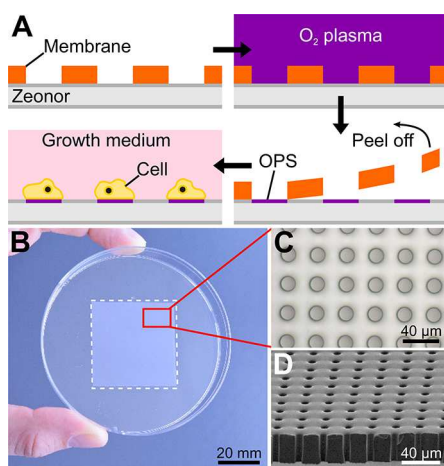 A
Membrane
Zeonor
O₂ plasma
Peel off
OPS
Growth medium
Cell
B
20 mm
C
40 µm
D
40 µm